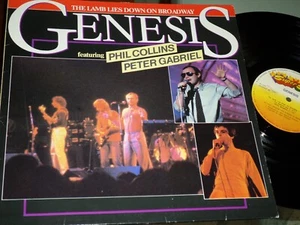 THE LAMB LIES DOWN ON BROADWAY
GENESIS
featuring PHIL COLLINS
PETER GABRIEL